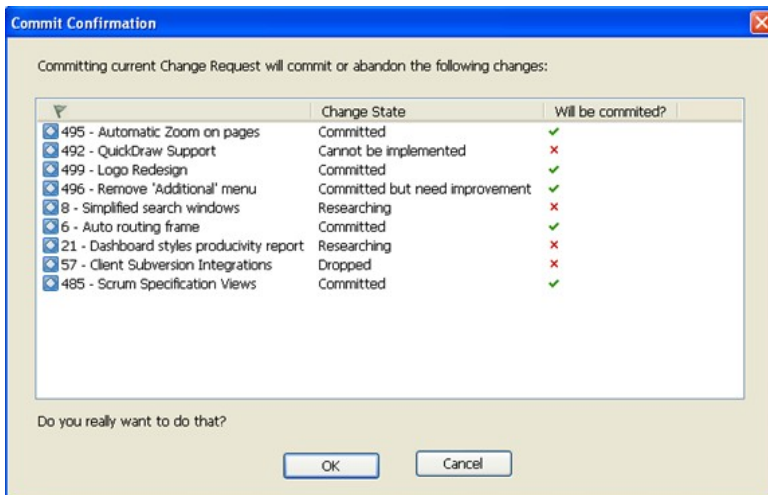 Commit Confirmation
Committing current Change Request will commit or abandon the following changes:
Change State Will be commited?
495 - Automatic Zoom on pages Committed
492 - QuickDraw Support Cannot be implemented
499 - Logo Redesign Committed
496 - Remove 'Additional' menu Committed but need improvement
8 - Simplified search windows Researching
6 - Auto routing frame Committed
21 - Dashboard styles producivity report Researching
57 - Client Subversion Integrations Dropped
485 - Scrum Specification Views Committed
Do you really want to do that?
OK Cancel